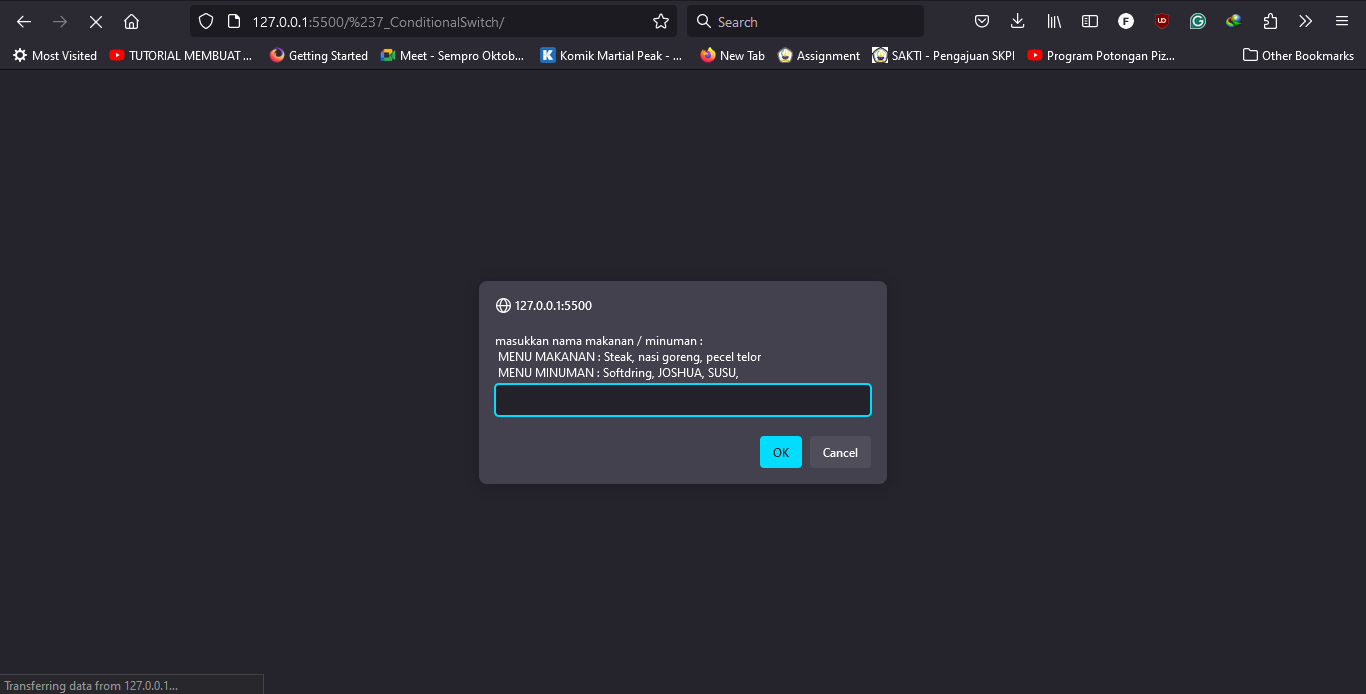 127.0.0.1:5500/%237_ConditionalSwitch/
Search
Most Visited
TUTORIAL MEMBUAT ...
Getting Started
Meet - Sempro Oktob...
Komik Martial Peak - ...
New Tab
Assignment
SAKTI - Pengajuan SKPI
Program Potongan Piz...
Other Bookmarks
127.0.0.1:5500
masukkan nama makanan / minuman :
MENU MAKANAN : Steak, nasi goreng, pecel telor
MENU MINUMAN : Softdring, JOSHUA, SUSU,
OK
Cancel
Transferring data from 127.0.0.1...